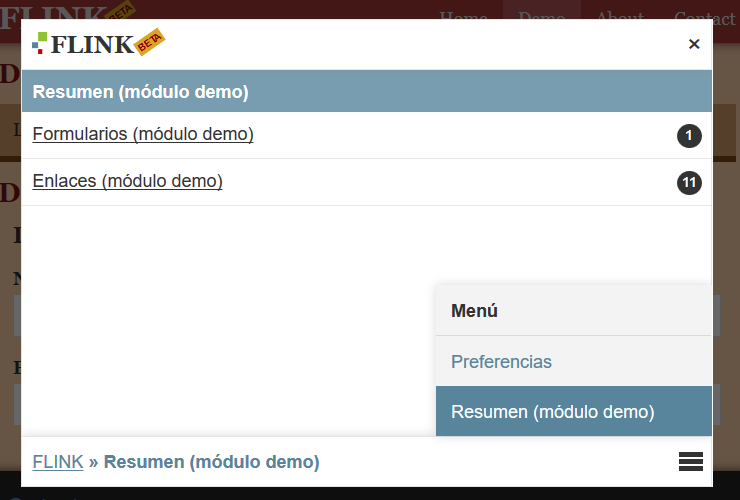 FLINK BETA
Home Demo About Contact
FLINK BETA ×
Resumen (módulo demo)
Formularios (módulo demo) 1
Enlaces (módulo demo) 11
Menú
Preferencias
Resumen (módulo demo)
FLINK » Resumen (módulo demo)